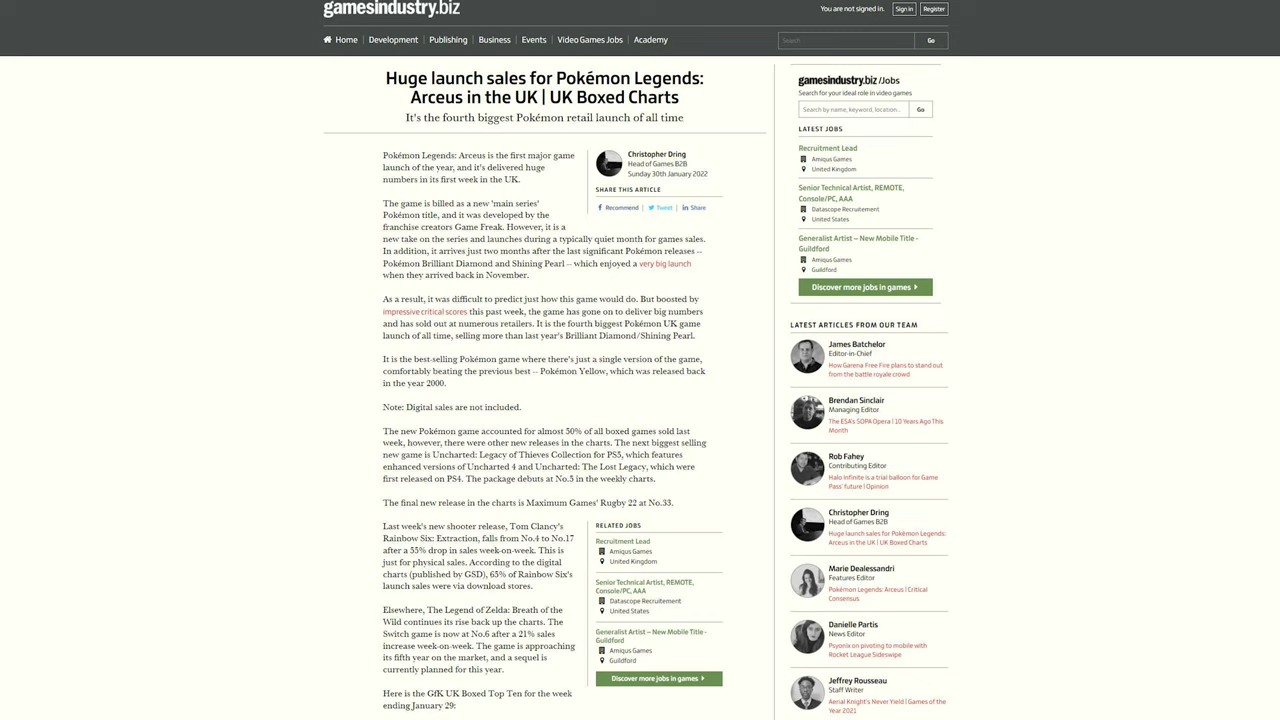 gamesindustry.biz
You are not signed in.
Sign in
Register
Home
Development
Publishing
Business
Events
Video Games Jobs
Academy
Search
Go
Huge launch sales for Pokémon Legends:
Arceus in the UK | UK Boxed Charts
It's the fourth biggest Pokémon retail launch of all time
Pokémon Legends: Arceus is the first major game
launch of the year, and it's delivered huge
numbers in its first week in the UK.
The game is billed as a new 'main series'
Pokémon title, and it was developed by the
franchise creators Game Freak. However, it is a
new take on the series and launches during a typically quiet month for games sales.
In addition, it arrives just two months after the last significant Pokémon releases --
Pokémon Brilliant Diamond and Shining Pearl -- which enjoyed a very big launch
when they arrived back in November.
As a result, it was difficult to predict just how this game would do. But boosted by
impressive critical scores this past week, the game has gone on to deliver big numbers
and has sold out at numerous retailers. It is the fourth biggest Pokémon UK game
launch of all time, selling more than last year's Brilliant Diamond/Shining Pearl.
It is the best-selling Pokémon game where there's just a single version of the game,
comfortably beating the previous best -- Pokémon Yellow, which was released back
in the year 2000.
Note: Digital sales are not included.
The new Pokémon game accounted for almost 50% of all boxed games sold last
week, however, there were other new releases in the charts. The next biggest selling
new game is Uncharted: Legacy of Thieves Collection for PS5, which features
enhanced versions of Uncharted 4 and Uncharted: The Lost Legacy, which were
first released on PS4. The package debuts at No.5 in the weekly charts.
The final new release in the charts is Maximum Games' Rugby 22 at No.33.
Last week's new shooter release, Tom Clancy's
Rainbow Six: Extraction, falls from No.4 to No.17
after a 55% drop in sales week-on-week. This is
just for physical sales. According to the digital
charts (published by GSD), 65% of Rainbow Six's
launch sales were via download stores.
Elsewhere, The Legend of Zelda: Breath of the
Wild continues its rise back up the charts. The
Switch game is now at No.6 after a 21% sales
increase week-on-week. The game is approaching
its fifth year on the market, and a sequel is
currently planned for this year.
Here is the GfK UK Boxed Top Ten for the week
ending January 29:
Christopher Dring
Head of Games B2B
Sunday 30th January 2022
SHARE THIS ARTICLE
Recommend
Tweet
Share
RELATED JOBS
Recruitment Lead
Amiqus Games
United Kingdom
Senior Technical Artist, REMOTE,
Console/PC, AAA
Datascope Recruitement
United States
Generalist Artist – New Mobile Title -
Guildford
Amiqus Games
Guildford
Discover more jobs in games
gamesindustry.biz /Jobs
Search for your ideal role in video games
Search by name, keyword, location...
Go
LATEST JOBS
Recruitment Lead
Amiqus Games
United Kingdom
Senior Technical Artist, REMOTE,
Console/PC, AAA
Datascope Recruitement
United States
Generalist Artist – New Mobile Title -
Guildford
Amiqus Games
Guildford
Discover more jobs in games
LATEST ARTICLES FROM OUR TEAM
James Batchelor
Editor-in-Chief
How Garena Free Fire plans to stand out
from the battle royale crowd
Brendan Sinclair
Managing Editor
The ESA's SOPA Opera | 10 Years Ago This
Month
Rob Fahey
Contributing Editor
Halo Infinite is a trial balloon for Game
Pass' future | Opinion
Christopher Dring
Head of Games B2B
Huge launch sales for Pokémon Legends:
Arceus in the UK | UK Boxed Charts
Marie Dealessandri
Features Editor
Pokémon Legends: Arceus | Critical
Consensus
Danielle Partis
News Editor
Psyonix on pivoting to mobile with
Rocket League Sideswipe
Jeffrey Rousseau
Staff Writer
Aerial Knight's Never Yield | Games of the
Year 2021